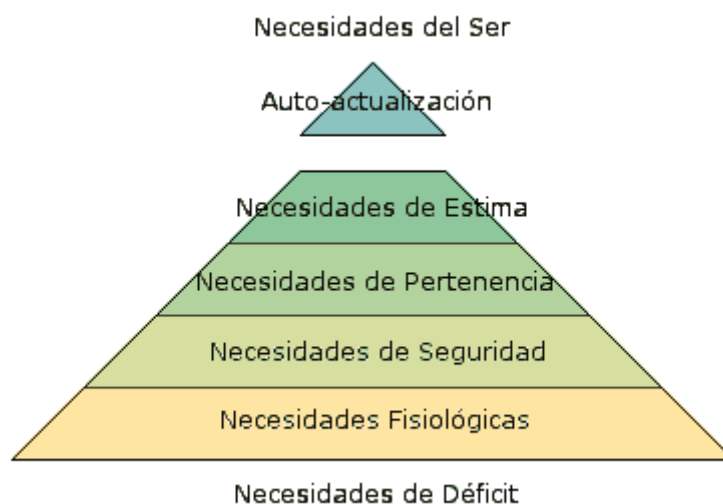 Necesidades del Ser
Auto-actualización
Necesidades de Estima
Necesidades de Pertenencia
Necesidades de Seguridad
Necesidades Fisiológicas
Necesidades de Déficit